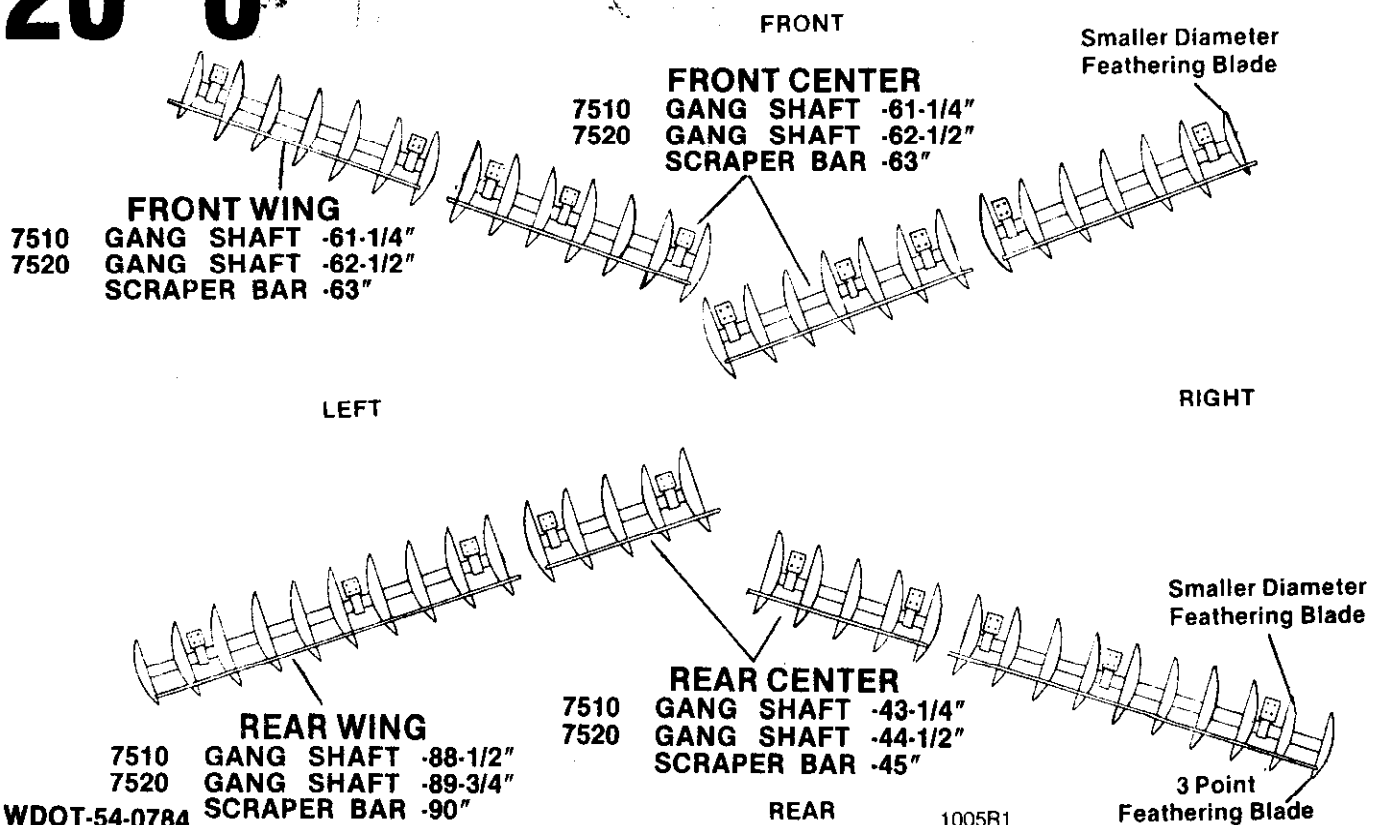 20' 0"
FRONT
Smaller Diameter
Feathering Blade
FRONT CENTER
7510 GANG SHAFT -61-1/4"
7520 GANG SHAFT -62-1/2"
SCRAPER BAR -63"
FRONT WING
7510 GANG SHAFT -61-1/4"
7520 GANG SHAFT -62-1/2"
SCRAPER BAR -63"
LEFT
RIGHT
Smaller Diameter
Feathering Blade
REAR CENTER
7510 GANG SHAFT -43-1/4"
7520 GANG SHAFT -44-1/2"
SCRAPER BAR -45"
REAR WING
7510 GANG SHAFT -88-1/2"
7520 GANG SHAFT -89-3/4"
SCRAPER BAR -90"
3 Point
Feathering Blade
WDOT-54-0784
REAR
1005R1